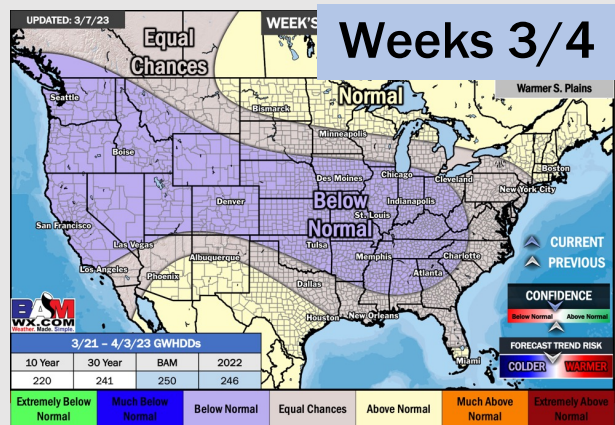 UPDATED: 3/7/23
WEEK'S
Weeks 3/4
Equal
Chances
Normal
Warmer S. Plains
Seattle
Bismarck
Minneapolis
Boise
Boston
Des Moines
Chicago
Cleveland
New York City
Denver
Below
Normal
Indianapolis
St. Louis
San Francisco
Las Vegas
Tulsa
Memphis
Charlotte
Los Angeles
Albuquerque
Phoenix
Atlanta
Dallas
Houston
New Orleans
Miami
CURRENT
PREVIOUS
CONFIDENCE
Below Normal Above Normal
FORECAST TREND RISK
COLDER WARMER
BAM
WX.COM
Weather. Made. Simple.
3/21 – 4/3/23 GWHDDs
10 Year 30 Year BAM 2022
220 241 250 246
Extremely Below Normal
Much Below Normal
Below Normal
Equal Chances
Above Normal
Much Above Normal
Extremely Above Normal